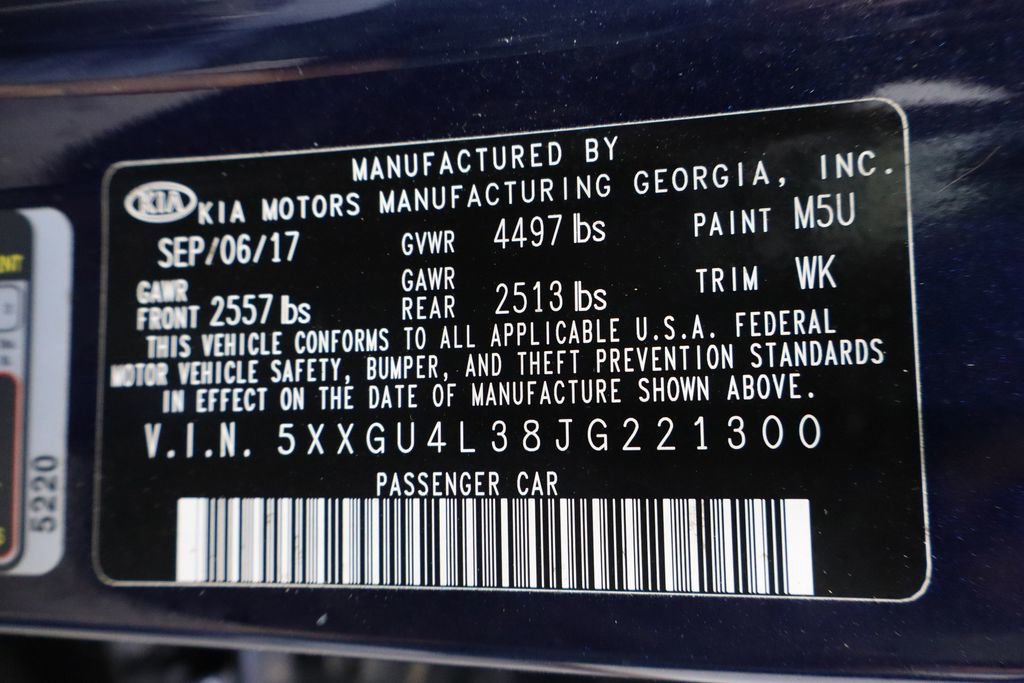 MANUFACTURED BY
KIA KIA MOTORS MANUFACTURING GEORGIA, INC.
SEP/06/17 GVWR 4497 lbs PAINT M5U
GAWR FRONT 2557 lbs GAWR REAR 2513 lbs TRIM WK
THIS VEHICLE CONFORMS TO ALL APPLICABLE U.S.A. FEDERAL
MOTOR VEHICLE SAFETY, BUMPER, AND THEFT PREVENTION STANDARDS
IN EFFECT ON THE DATE OF MANUFACTURE SHOWN ABOVE.
V.I.N. 5XXGU4L38JG221300
PASSENGER CAR
5220